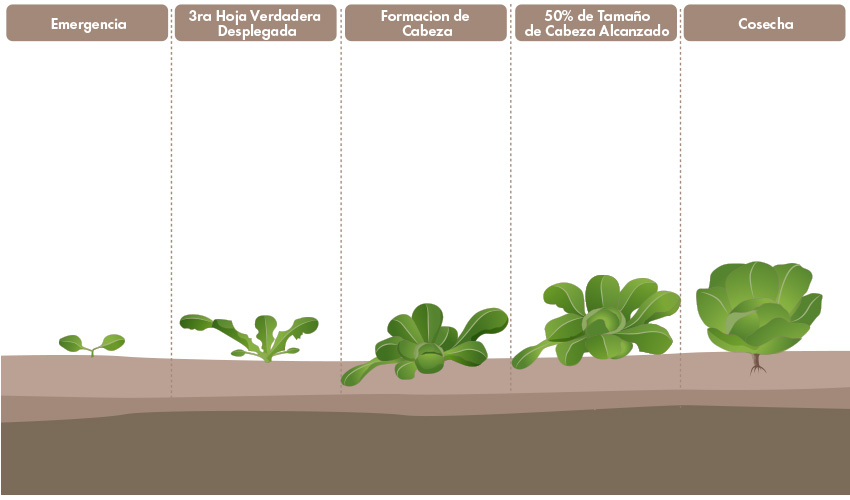 Emergencia
3ra Hoja Verdadera
Desplegada
Formacion de
Cabeza
50% de Tamaño
de Cabeza Alcanzado
Cosecha